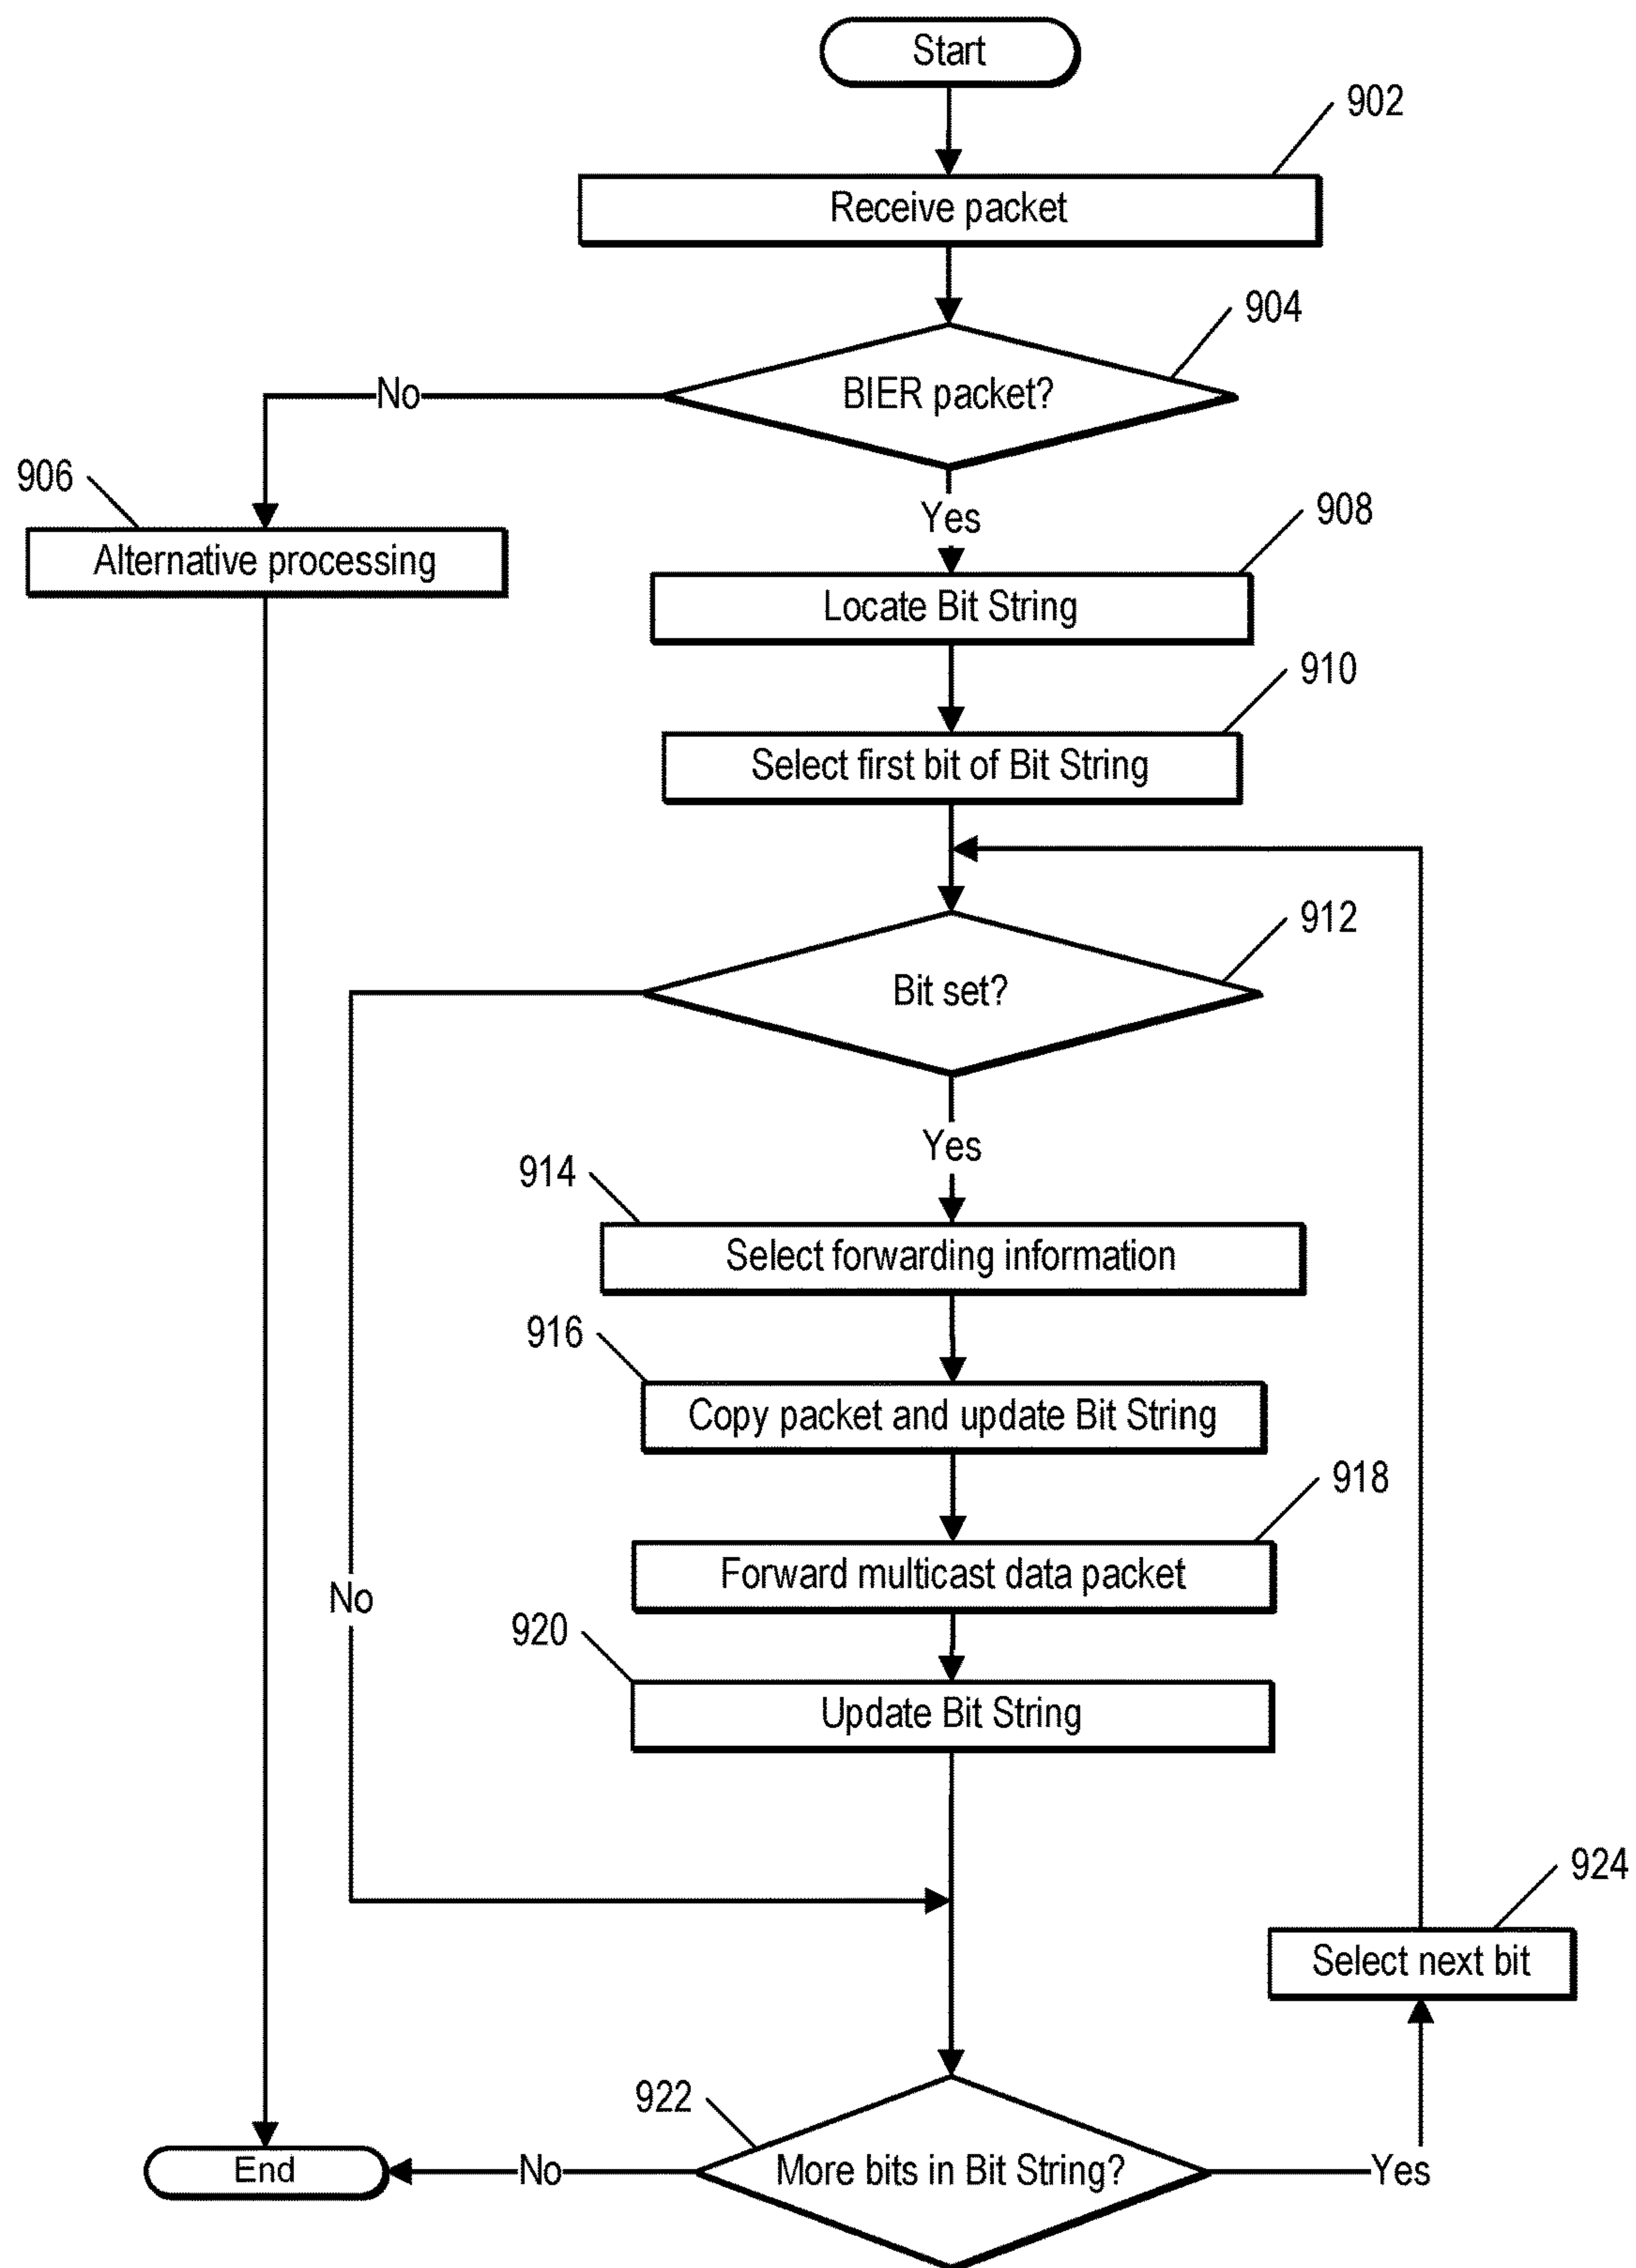 Start
902
Receive packet
904
BIER packet?
No
906
Yes
908
Alternative processing
Locate Bit String
910
Select first bit of Bit String
912
Bit set?
Yes
914
Select forwarding information
916
Copy packet and update Bit String
918
Forward multicast data packet
No
920
Update Bit String
924
Select next bit
922
End
No
More bits in Bit String?
Yes